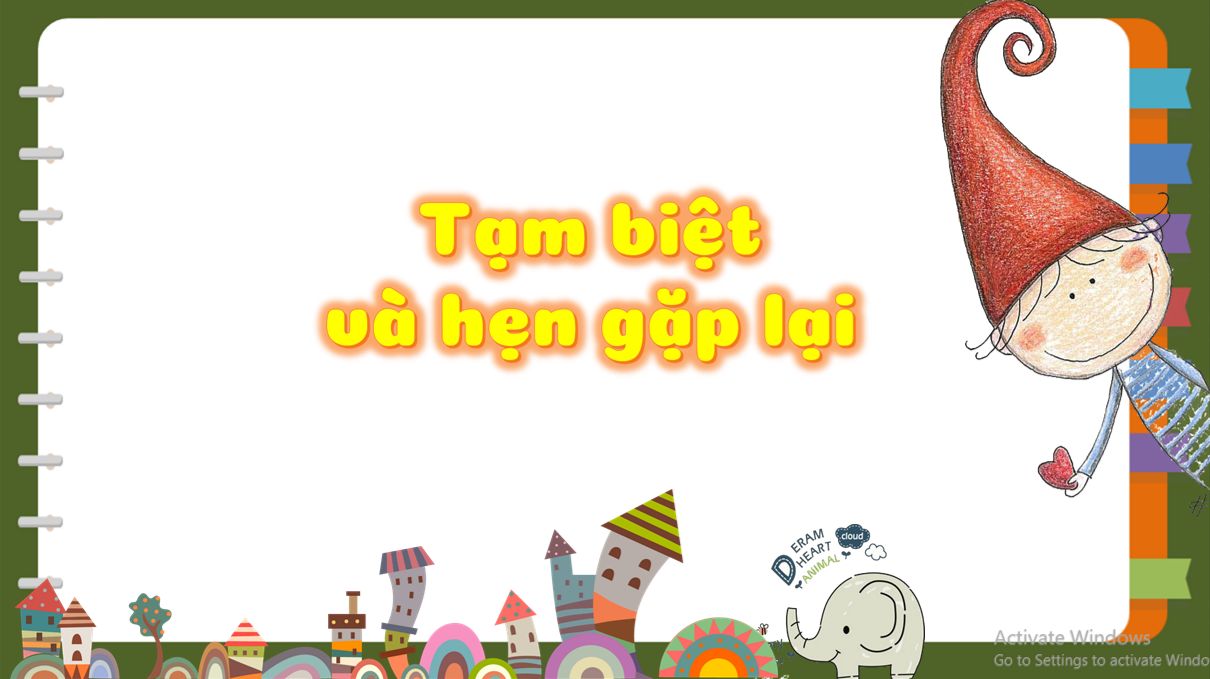 Tạm biệt
và hẹn gặp lại
DERAM
HEART
ANIMAL
cloud
Activate Windows
Go to Settings to activate Windo